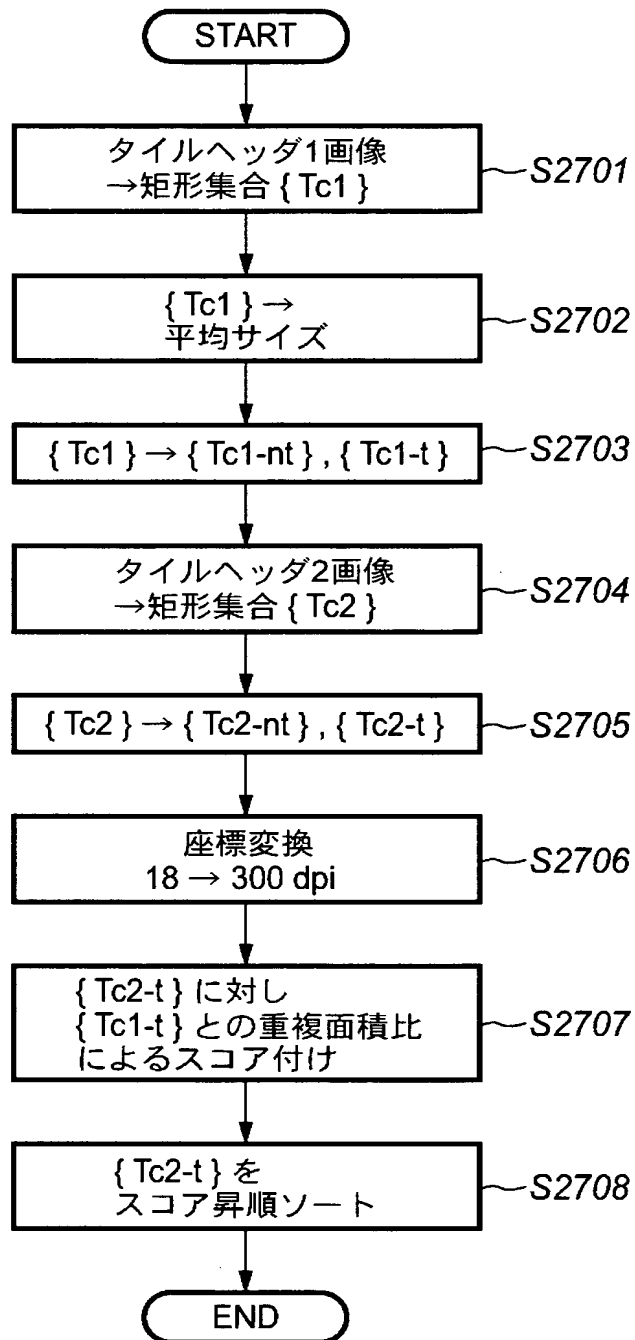 START
タイルヘッダ1画像
→矩形集合 { Tc1 }
S2701
{ Tc1 } →
平均サイズ
S2702
{ Tc1 } → { Tc1-nt } , { Tc1-t }
S2703
タイルヘッダ2画像
→矩形集合 { Tc2 }
S2704
{ Tc2 } → { Tc2-nt } , { Tc2-t }
S2705
座標変換
18 → 300 dpi
S2706
{ Tc2-t } に対し
{ Tc1-t } との重複面積比
によるスコア付け
S2707
{ Tc2-t } を
スコア昇順ソート
S2708
END